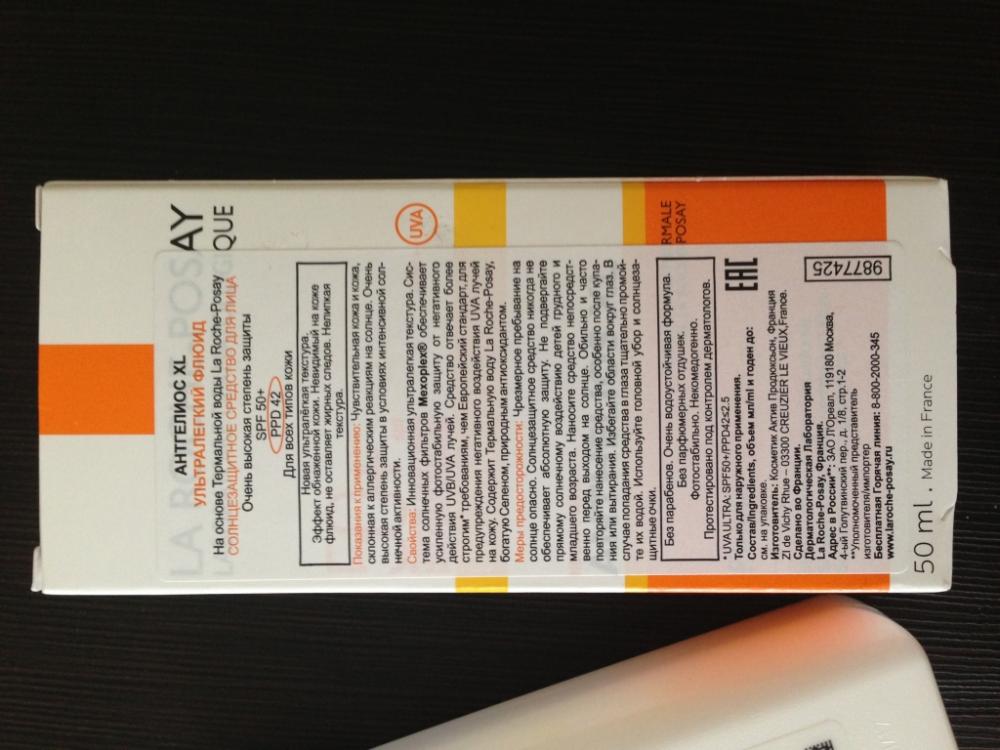 LA ROCHE-POSAY
QUE
АНТГЕЛИОС XL
УЛЬТРАЛЕГКИЙ ФЛЮИД
На основе Термальной воды La Roche-Posay
СОЛНЦЕЗАЩИТНОЕ СРЕДСТВО ДЛЯ ЛИЦА
Очень высокая степень защиты
SPF 50+
PPD 42
Для всех типов кожи
Новая ультралёгкая текстура.
Эффект обнаженной кожи. Невидимый на коже
флюид, не оставляет жирных следов. Нелипкая
текстура.
Показания к применению: Чувствительная кожа и кожа,
склонная к аллергическим реакциям на солнце. Очень
высокая степень защиты в условиях интенсивной сол-
нечной активности.
UVA
Свойства: Инновационная ультралегкая текстура. Сис-
тема солнечных фильтров Mexoplex® обеспечивает
усиленную фотостабильную защиту от негативного
действия UVB/UVA лучей. Средство отвечает более
строгим* требованиям, чем Европейский стандарт, для
предупреждения негативного воздействия UVA лучей
на кожу. Содержит Термальную воду La Roche-Posay,
богатую Селеном, природным антиоксидантом.
Меры предосторожности: Чрезмерное пребывание на
солнце опасно. Солнцезащитное средство никогда не
обеспечивает абсолютную защиту. Не подвергайте
прямому солнечному воздействию детей грудного и
младшего возраста. Наносите средство непосредст-
венно перед выходом на солнце. Обильно и часто
повторяйте нанесение средства, особенно после купа-
ния или вытирания. Избегайте области вокруг глаз. В
случае попадания средства в глаза тщательно промой-
те их водой. Используйте головной убор и солнцеза-
щитные очки.
RMALE
POSAY
Без парабенов. Очень водоустойчивая формула.
Без парфюмерных отдушек.
Фотостабильно. Некомедогенно.
Протестировано под контролем дерматологов.
*UVA ULTRA: SPF50+/PPD42≤2.5
Только для наружного применения.
Состав/Ingredients, объем мл/ml и годен до:
см. на упаковке.
EAC
Изготовитель: Косметик Актив Продюксьон, Франция
ZI de Vichy Rhue – 03300 CREUZIER LE VIEUX, France.
Сделано во Франции.
Дерматологическая Лаборатория
La Roche-Posay, Франция.
Адрес в России**: ЗАО Л'Ореаль, 119180 Москва,
4-ый Голутвинский пер., д. 1/8, стр.1-2
**Уполномоченный представитель
изготовителя/импортер
Бесплатная Горячая линия: 8-800-2000-345
www.laroche-posay.ru
9877425
50 ml . Made in France